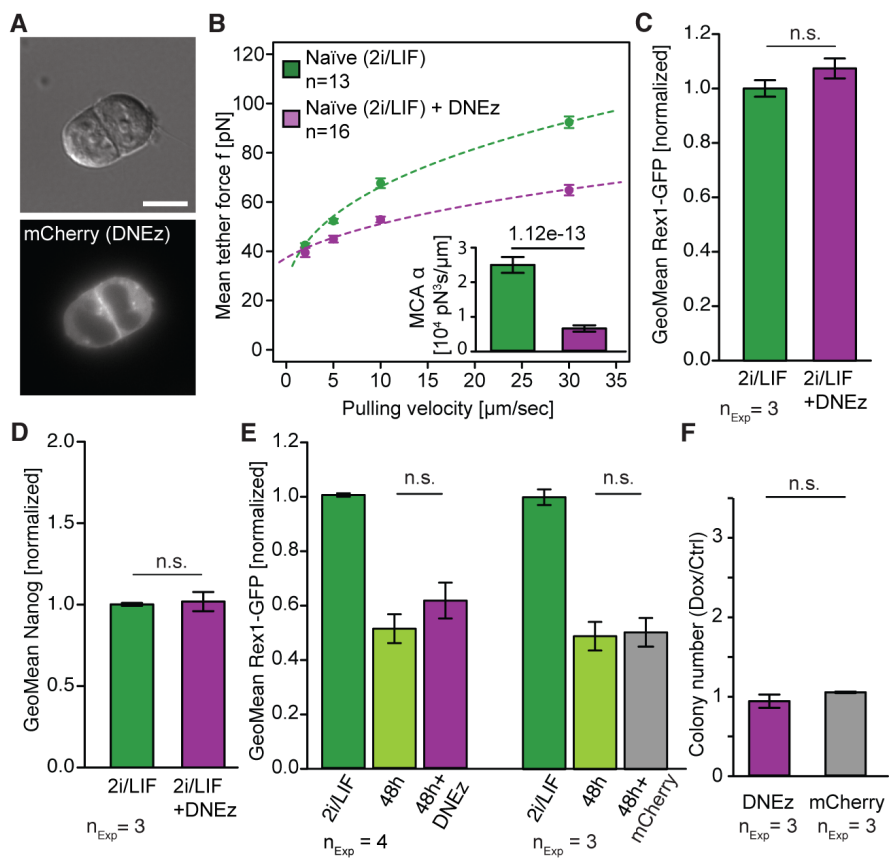 A
mCherry (DNEz)
B
Mean tether force f [pN]
120
100
80
60
40
20
0
Naïve (2i/LIF)
n=13
Naïve (2i/LIF) + DNEz
n=16
MCA α
[10⁴ pN³s/µm]
3
2
1
0
1.12e-13
0 5 10 15 20 25 30 35
Pulling velocity [µm/sec]
C
GeoMean Rex1-GFP [normalized]
1.2
1.0
0.8
0.6
0.4
0.2
0.0
n.s.
2i/LIF 2i/LIF
+DNEz
nExp= 3
D
GeoMean Nanog [normalized]
2.0
1.5
1.0
0.5
0.0
n.s.
2i/LIF 2i/LIF
+DNEz
nExp= 3
E
GeoMean Rex1-GFP [normalized]
1.2
1.0
0.8
0.6
0.4
0.2
0.0
n.s.
n.s.
2i/LIF
48h
48h+
DNEz
nExp= 4
2i/LIF
48h
48h+
mCherry
nExp= 3
F
Colony number (Dox/Ctrl)
3
2
1
0
n.s.
DNEz mCherry
nExp= 3 nExp= 3